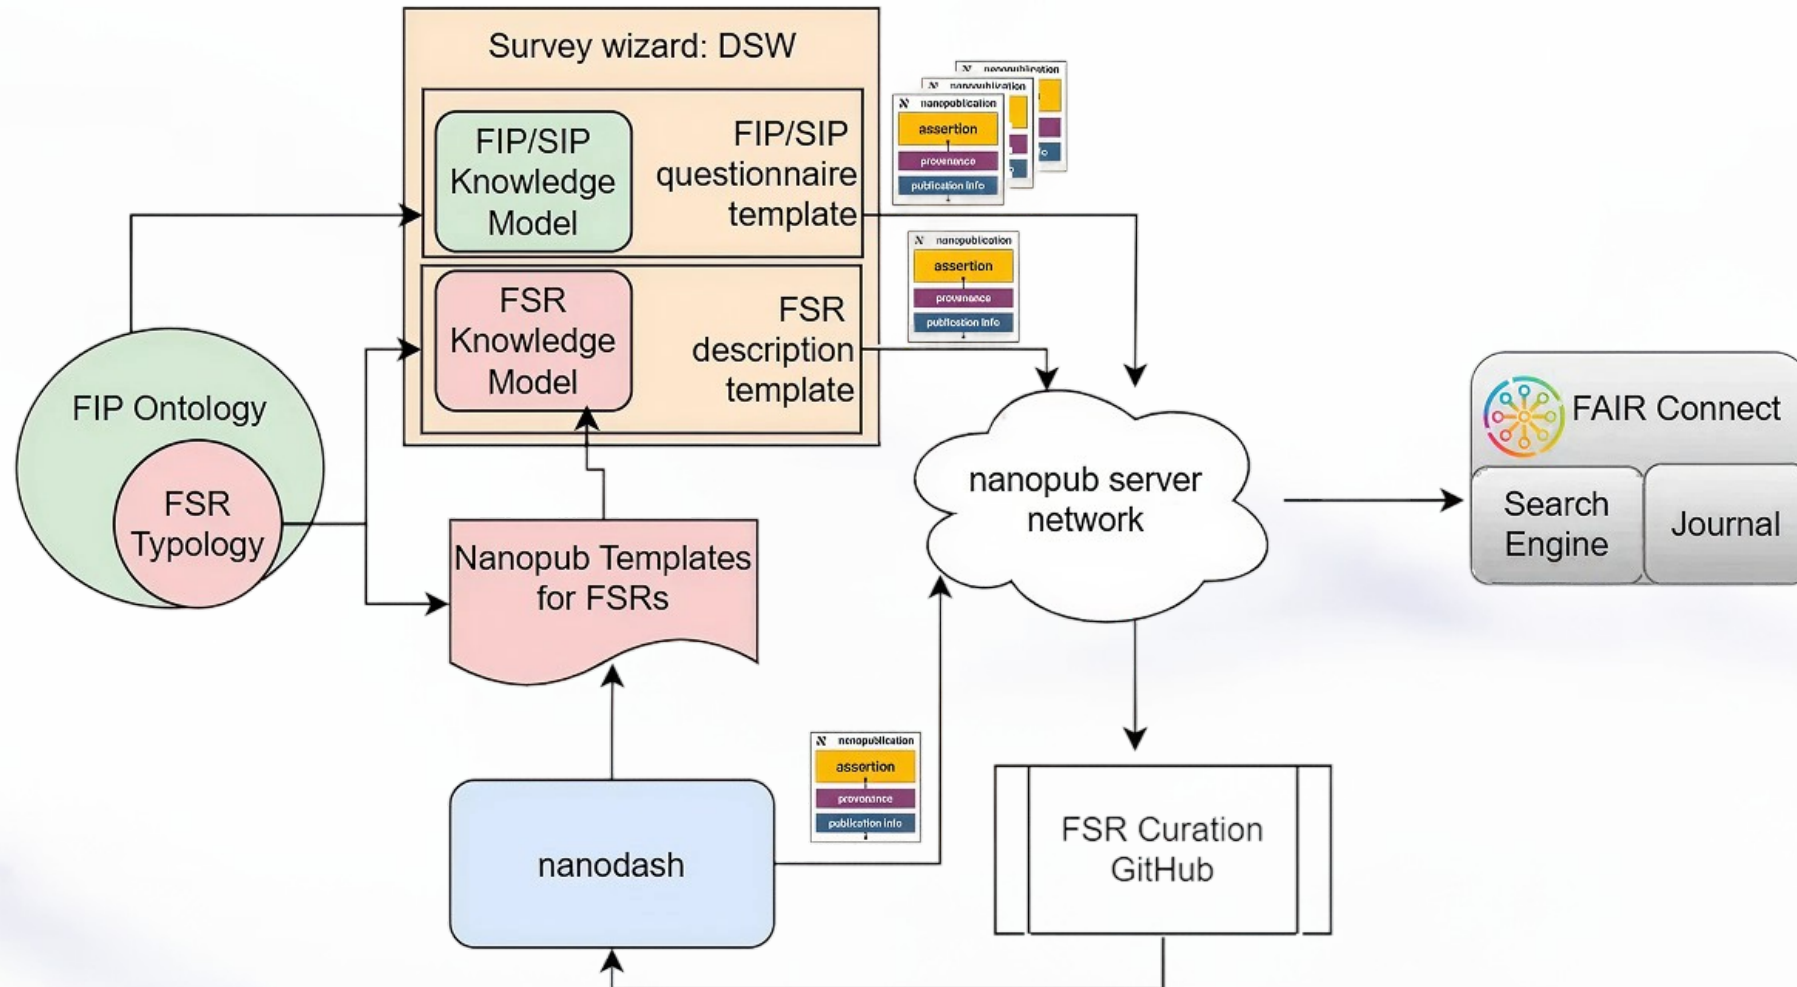 Survey wizard: DSW
FIP/SIP
Knowledge
Model
FIP/SIP
questionnaire
template
nanopublication
nanopublication
nanopublication
assertion
provenance
publication info
FSR
Knowledge
Model
FSR
description
template
nanopublication
assertion
provenance
publication info
FIP Ontology
FSR
Typology
Nanopub Templates
for FSRs
nanopub server
network
FAIR Connect
Search
Engine
Journal
nanodash
nanopublication
assertion
provenance
publication info
FSR Curation
GitHub